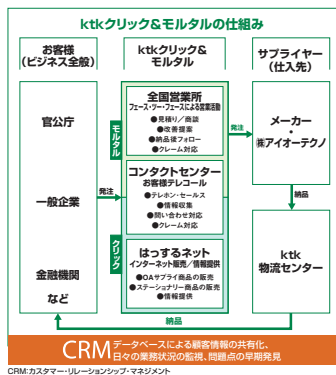 ktkクリック&モルタルの仕組み
お客様
(ビジネス全般)
ktkクリック&
モルタル
サプライヤー
(仕入先)
官公庁
一般企業
金融機関
など
発注
モルタル
全国営業所
フェース・ツー・フェースによる営業活動
●見積り/商談
●改善提案
●納品後フォロー
●クレーム対応
コンタクトセンター
お客様テレコール
●テレホン・セールス
●情報収集
●問い合わせ対応
●クレーム対応
クリック
はっするネット
インターネット販売/情報提供
●OAサプライ商品の販売
●ステーショナリー商品の販売
●情報提供
発注
メーカー
・
㈱アイオーテクノ
納品
ktk
物流センター
納品
CRM データベースによる顧客情報の共有化、
日々の業務状況の監視、問題点の早期発見
CRM:カスタマー・リレーションシップ・マネジメント